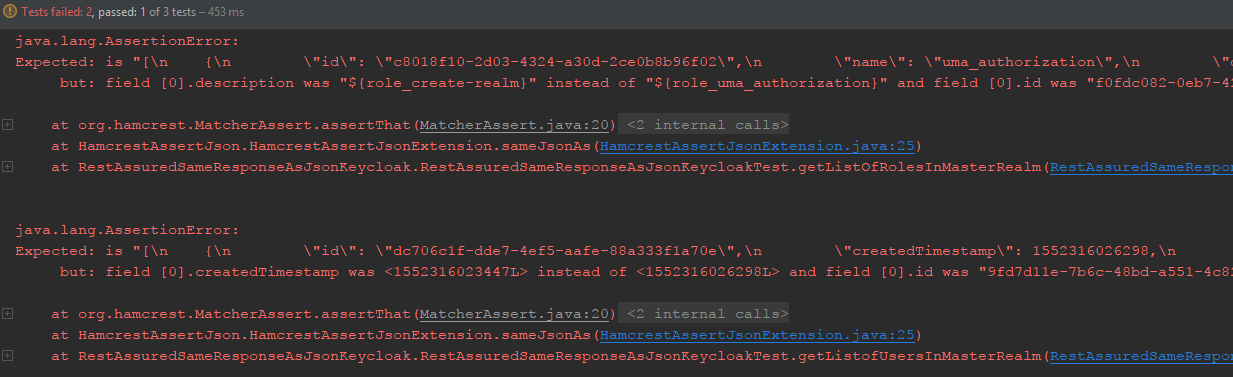 Tests failed: 2, passed: 1 of 3 tests – 453 ms
java.lang.AssertionError:
Expected: is "[\n    {\n        \"id\": \"c8018f10-2d03-4324-a30d-2ce0b8b96f02\",\n        \"name\": \"uma_authorization\",\n        \"
but: field [0].description was "${role_create-realm}" instead of "${role_uma_authorization}" and field [0].id was "f0fdc082-0eb7-4
at org.hamcrest.MatcherAssert.assertThat(MatcherAssert.java:20) <2 internal calls>
at HamcrestAssertJson.HamcrestAssertJsonExtension.sameJsonAs(HamcrestAssertJsonExtension.java:25)
at RestAssuredSameResponseAsJsonKeycloak.RestAssuredSameResponseAsJsonKeycloakTest.getListOfRolesInMasterRealm(RestAssuredSameRespon
java.lang.AssertionError:
Expected: is "[\n    {\n        \"id\": \"dc706c1f-dde7-4ef5-aafe-88a333f1a70e\",\n        \"createdTimestamp\": 1552316026298,\n
but: field [0].createdTimestamp was <1552316023447L> instead of <1552316026298L> and field [0].id was "9fd7d11e-7b6c-48bd-a551-4c8
at org.hamcrest.MatcherAssert.assertThat(MatcherAssert.java:20) <2 internal calls>
at HamcrestAssertJson.HamcrestAssertJsonExtension.sameJsonAs(HamcrestAssertJsonExtension.java:25)
at RestAssuredSameResponseAsJsonKeycloak.RestAssuredSameResponseAsJsonKeycloakTest.getListofUsersInMasterRealm(RestAssuredSameRespon